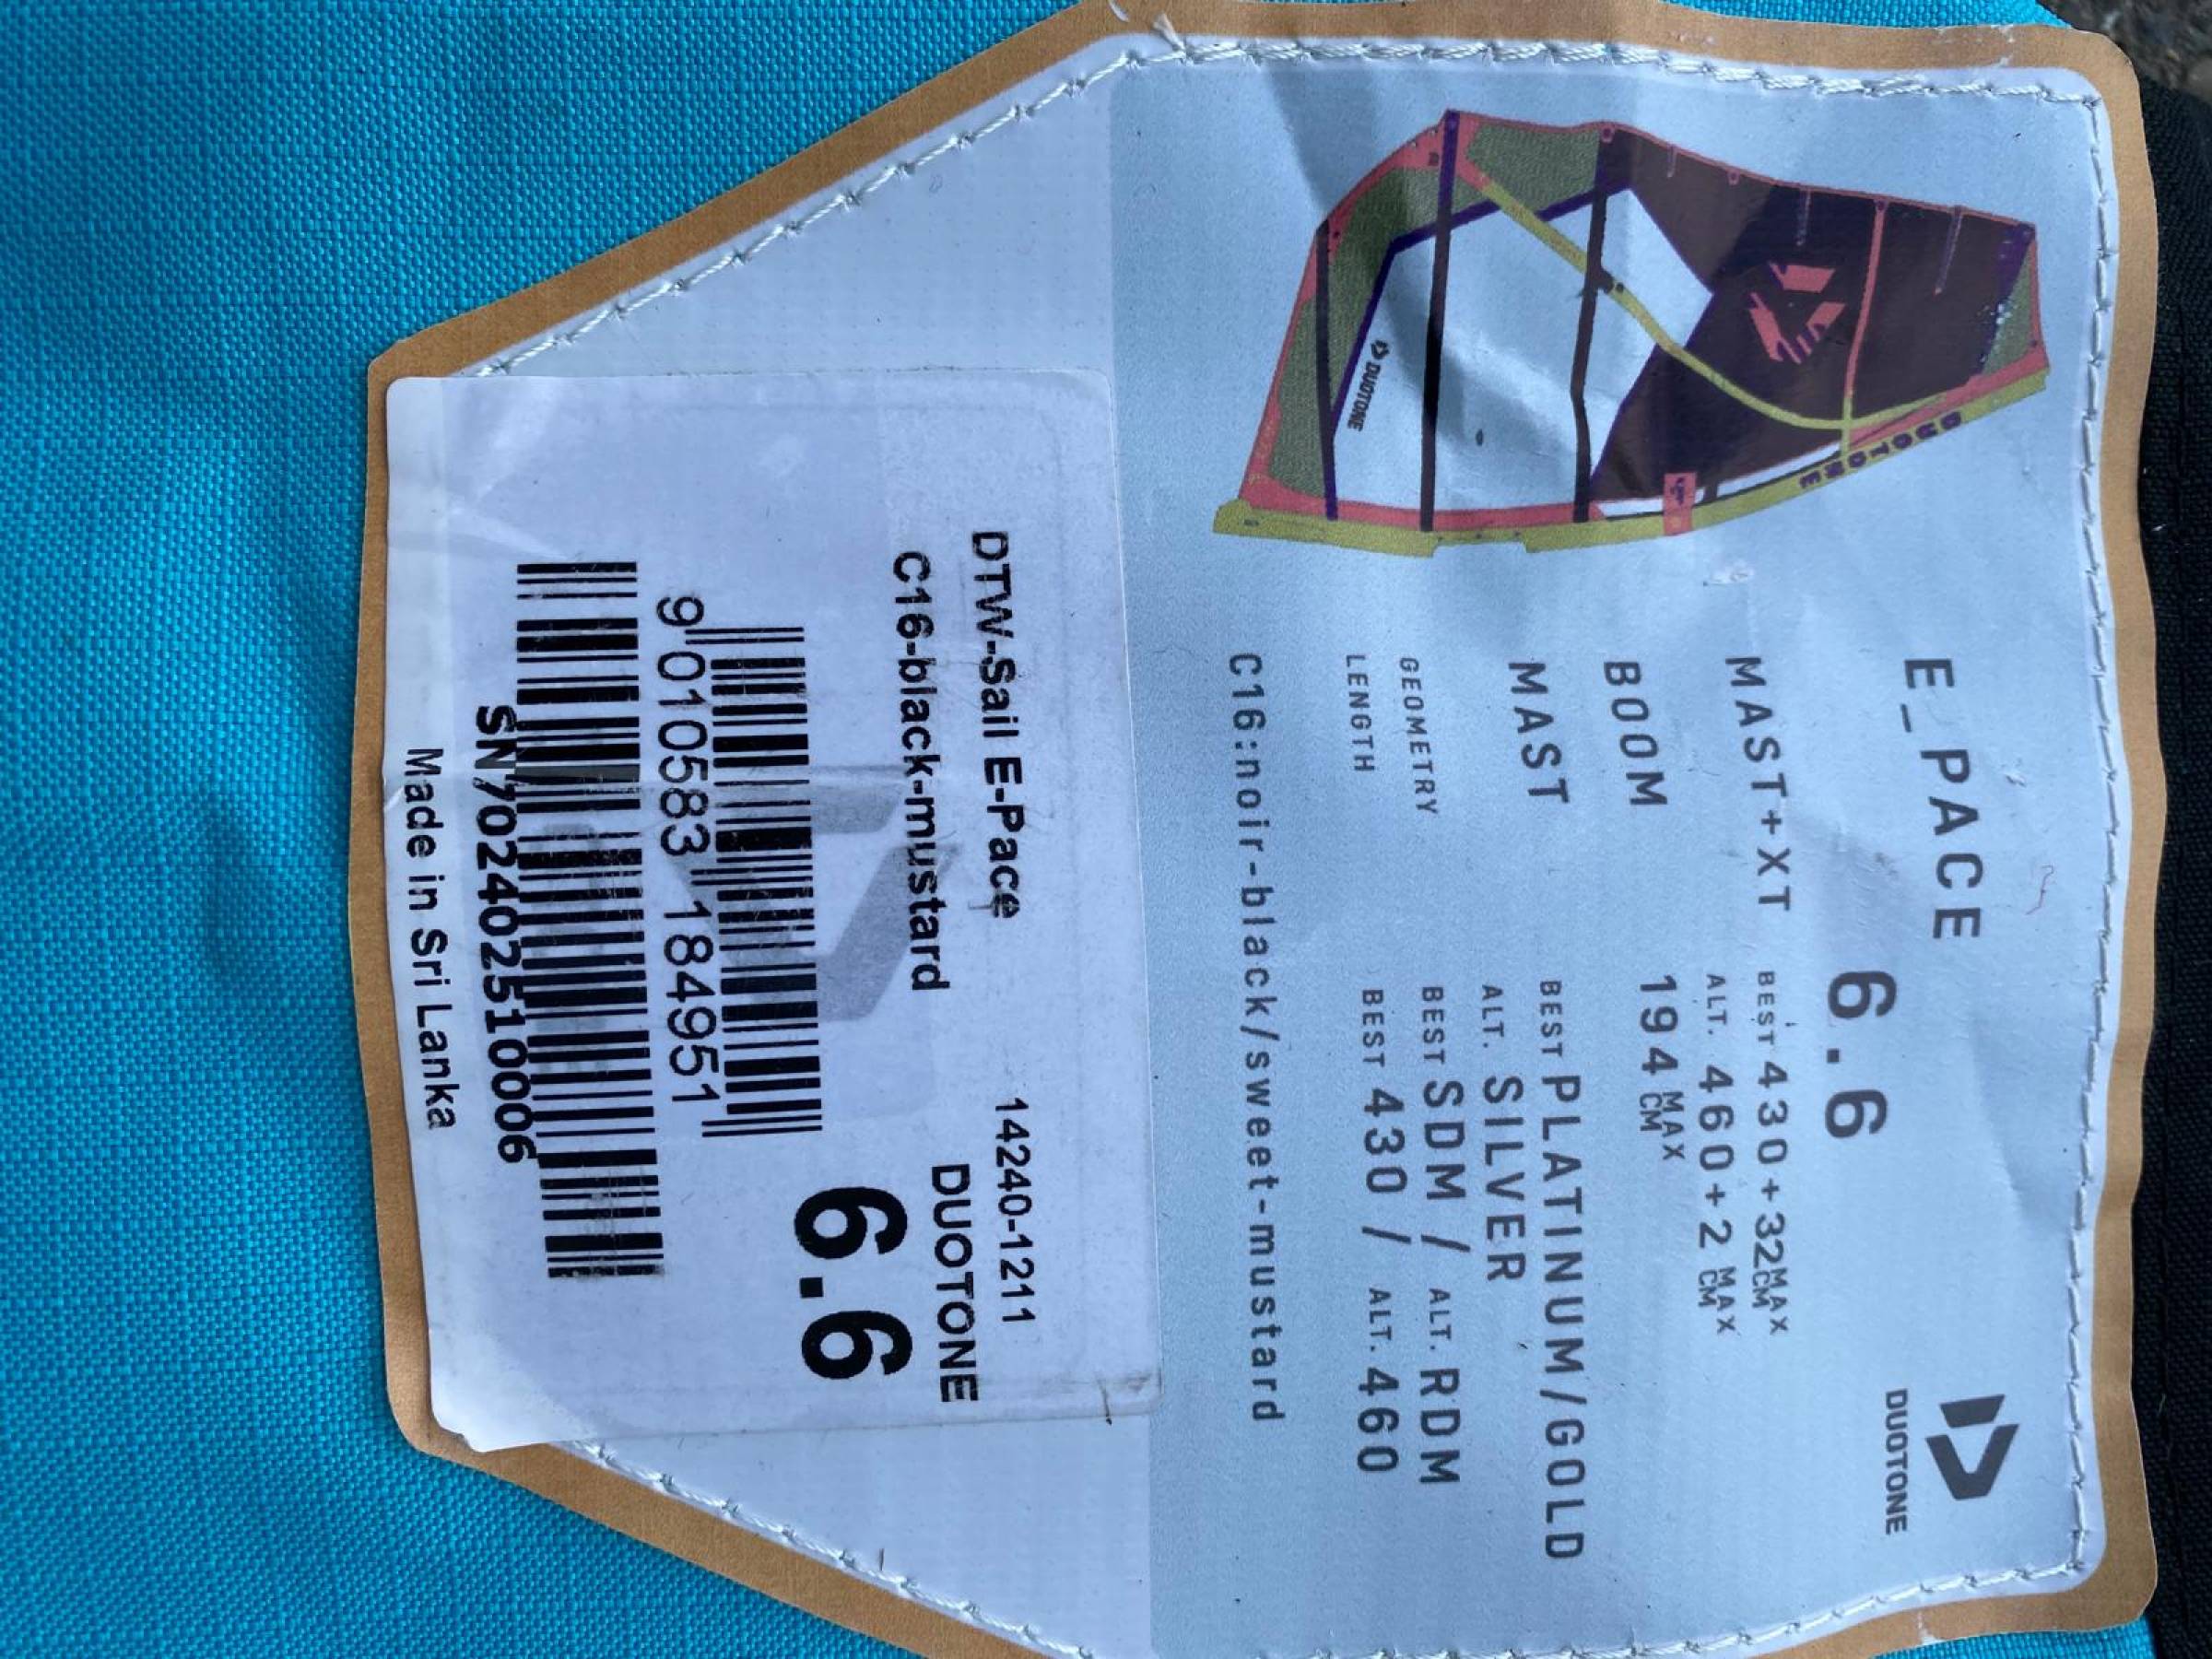 DUOTONE
E_PACE 6.6
MAST+XT BEST 430+32 MAX CM
ALT. 460+2 MAX CM
BOOM 194 MAX CM
MAST BEST PLATINUM/GOLD
ALT. SILVER
GEOMETRY BEST SDM / ALT. RDM
LENGTH BEST 430 / ALT. 460
C16:noir-black/sweet-mustard
DUOTONE
DUOTONE
DTW-Sail E-Pace 14240-1211
C16-black-mustard DUOTONE
6.6
9 010583 184951
SN702402510006
Made in Sri Lanka